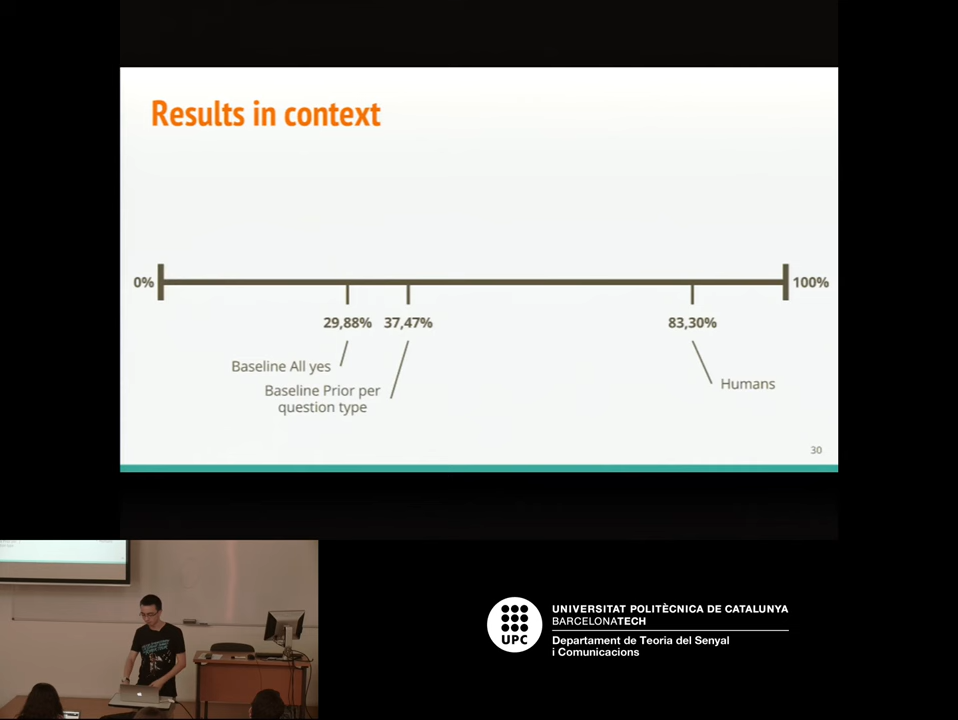 Results in context
0%
100%
29,88%
37,47%
83,30%
Baseline All yes
Baseline Prior per
question type
Humans
30
UPC
UNIVERSITAT POLITÈCNICA DE CATALUNYA
BARCELONATECH
Departament de Teoria del Senyal
i Comunicacions